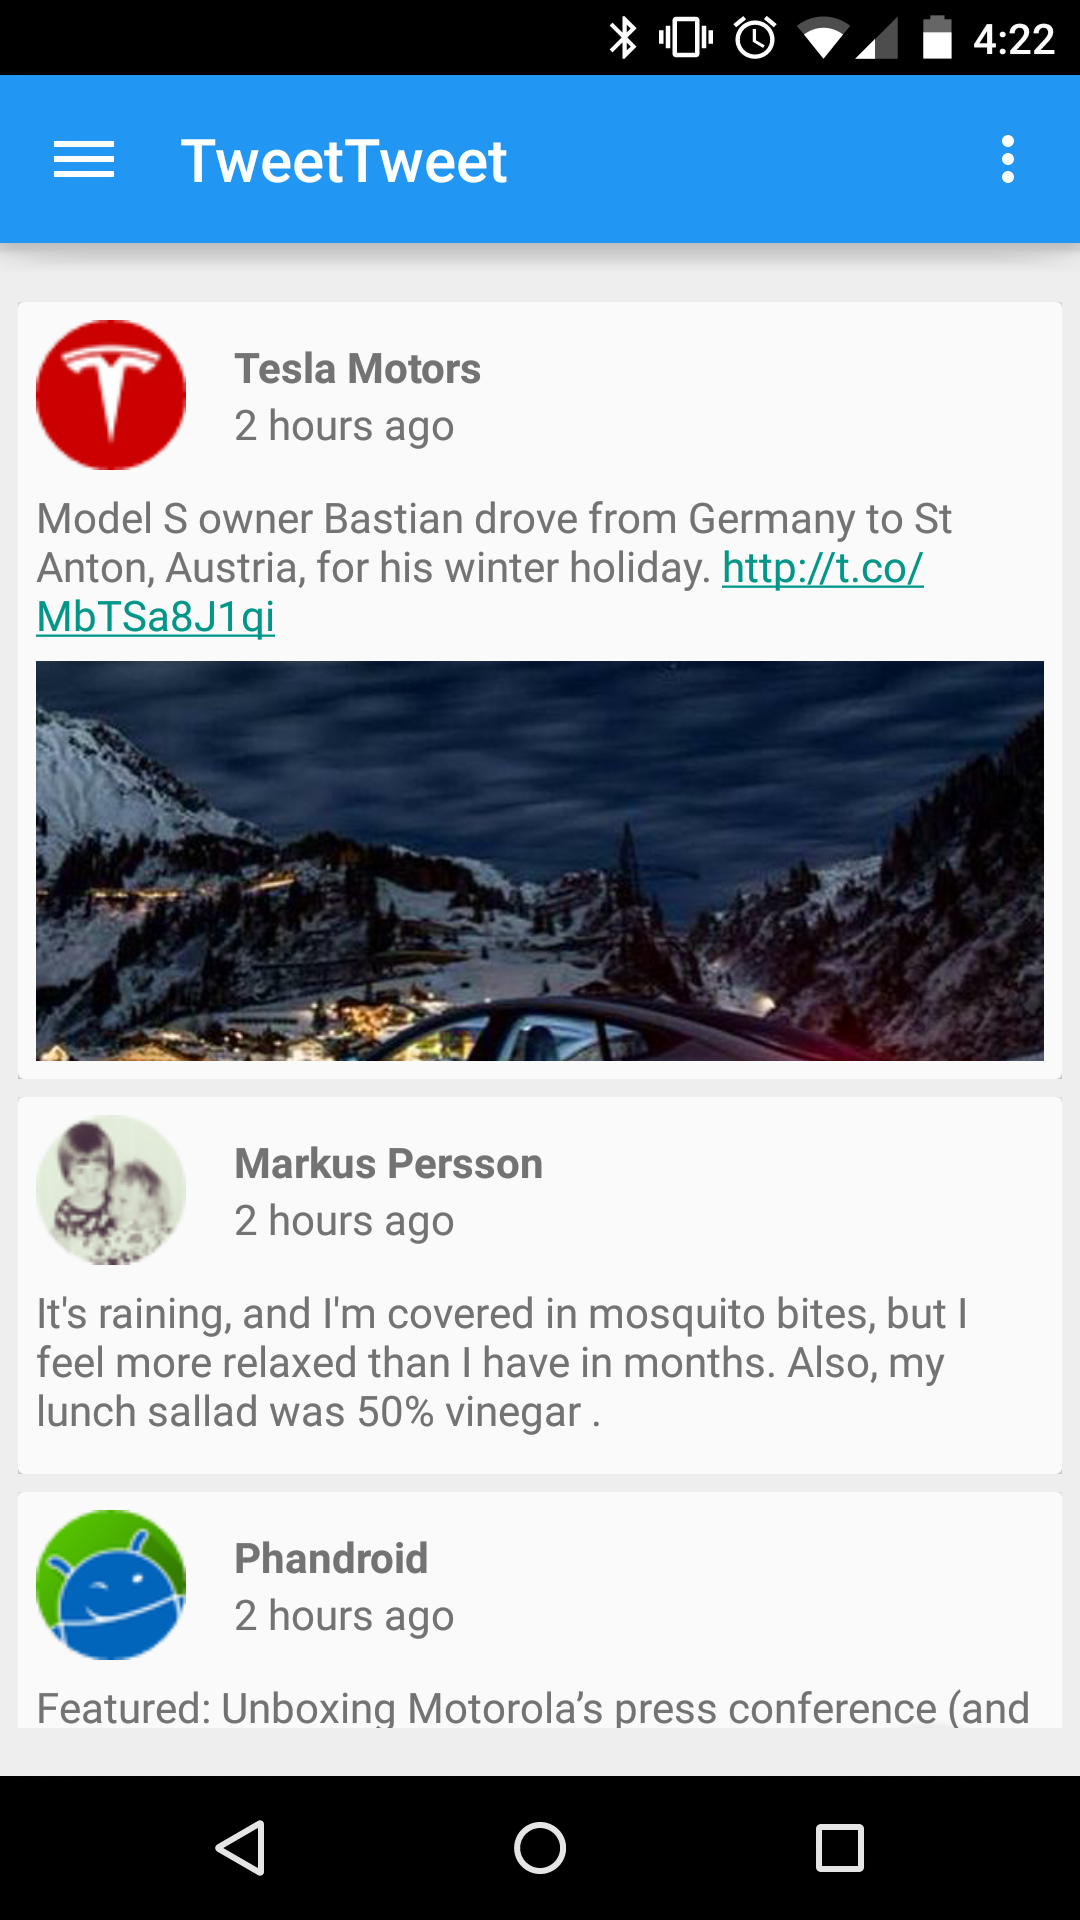 4:22
TweetTweet
Tesla Motors
2 hours ago
Model S owner Bastian drove from Germany to St
Anton, Austria, for his winter holiday. http://t.co/
MbTSa8J1qi
Markus Persson
2 hours ago
It's raining, and I'm covered in mosquito bites, but I
feel more relaxed than I have in months. Also, my
lunch sallad was 50% vinegar .
Phandroid
2 hours ago
Featured: Unboxing Motorola’s press conference (and